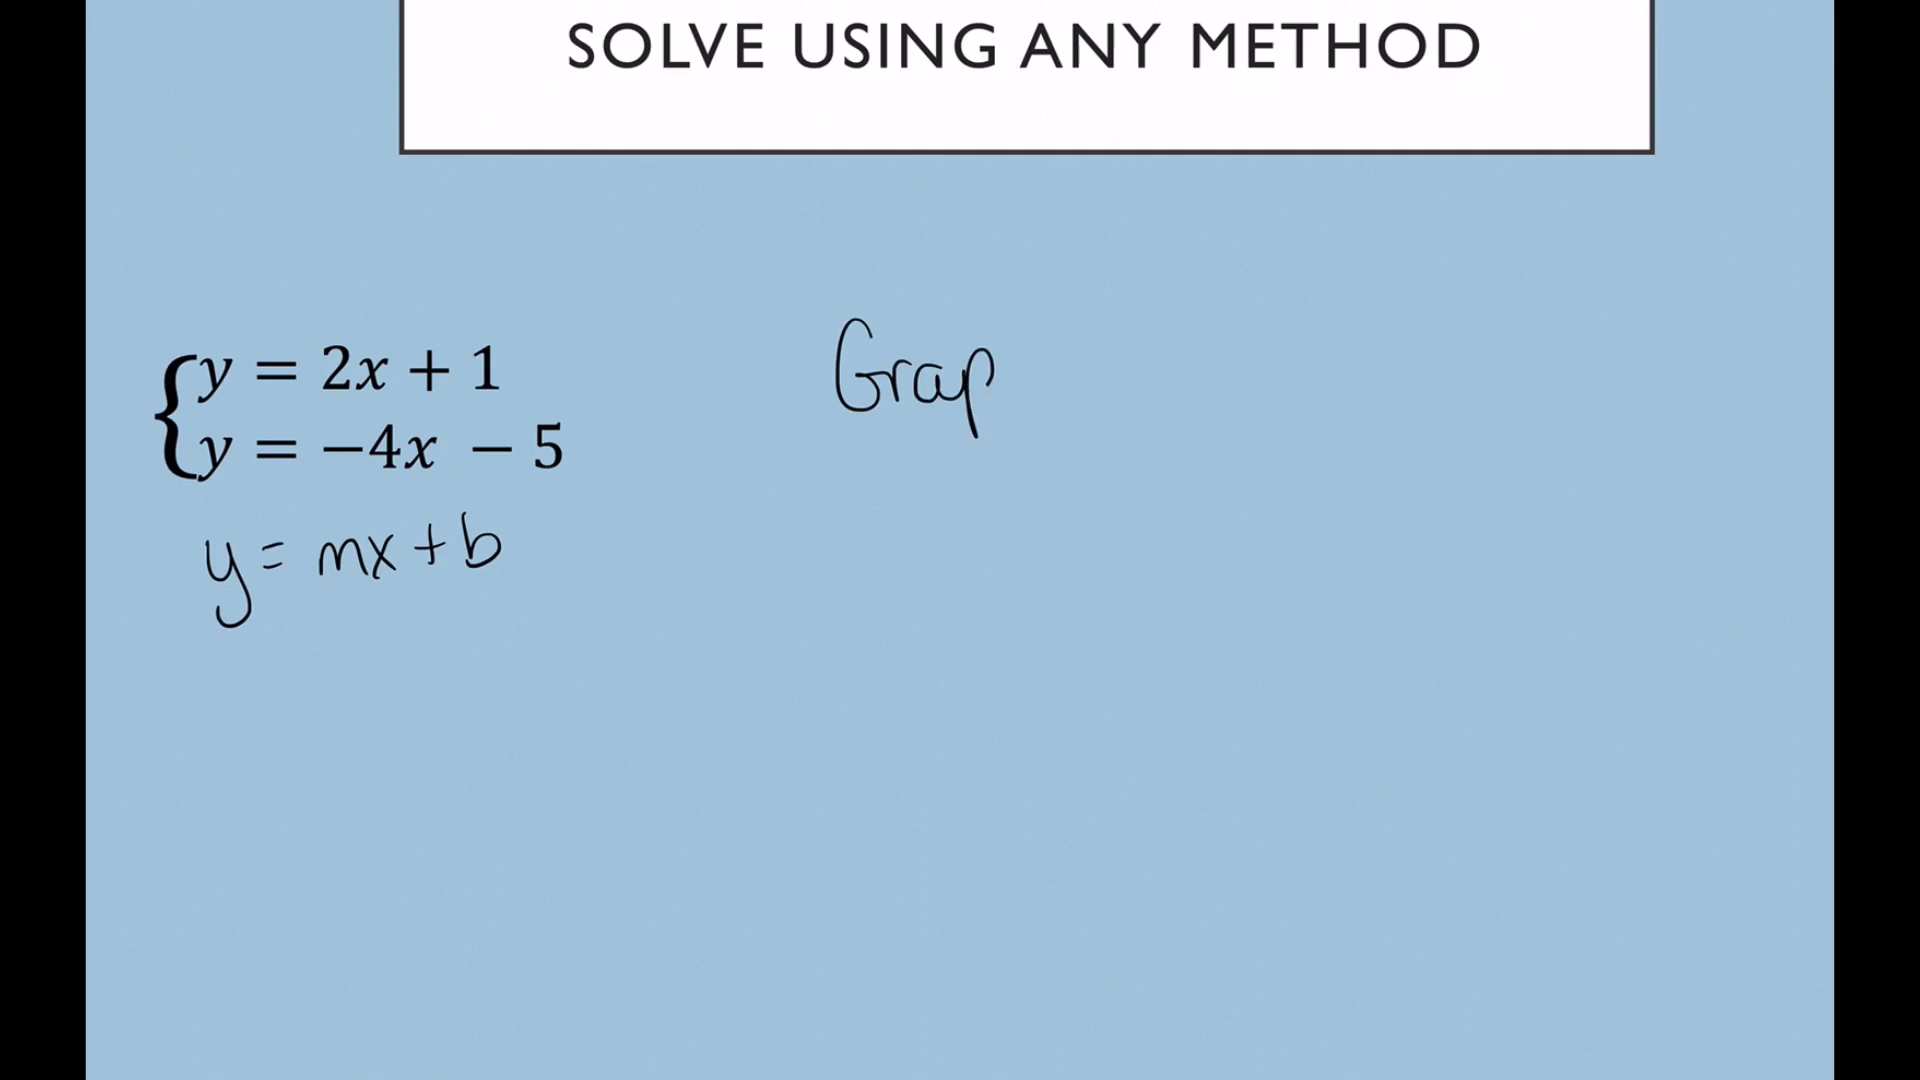 SOLVE USING ANY METHOD
y = 2x + 1
y = −4x − 5
y = mx + b
Grap